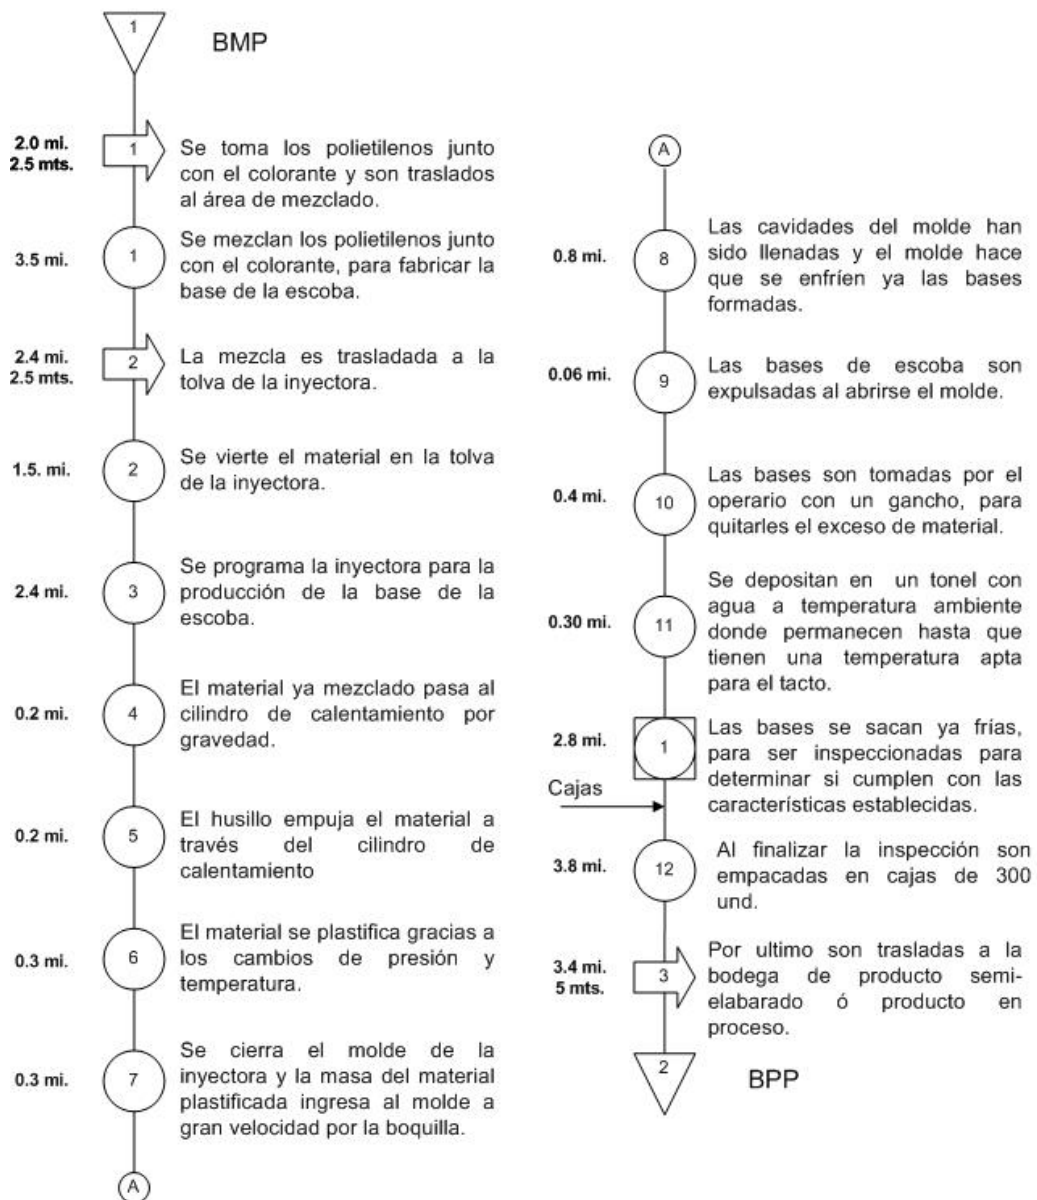 1
BMP
2.0 mi.
2.5 mts.
1
Se toma los polietilenos junto
con el colorante y son traslados
al área de mezclado.
3.5 mi.
1
Se mezclan los polietilenos junto
con el colorante, para fabricar la
base de la escoba.
2.4 mi.
2.5 mts.
2
La mezcla es trasladada a la
tolva de la inyectora.
1.5. mi.
2
Se vierte el material en la tolva
de la inyectora.
2.4 mi.
3
Se programa la inyectora para la
producción de la base de la
escoba.
0.2 mi.
4
El material ya mezclado pasa al
cilindro de calentamiento por
gravedad.
0.2 mi.
5
El husillo empuja el material a
través del cilindro de
calentamiento
0.3 mi.
6
El material se plastifica gracias a
los cambios de presión y
temperatura.
0.3 mi.
7
Se cierra el molde de la
inyectora y la masa del material
plastificada ingresa al molde a
gran velocidad por la boquilla.
A
A
0.8 mi.
8
Las cavidades del molde han
sido llenadas y el molde hace
que se enfríen ya las bases
formadas.
0.06 mi.
9
Las bases de escoba son
expulsadas al abrirse el molde.
0.4 mi.
10
Las bases son tomadas por el
operario con un gancho, para
quitarles el exceso de material.
0.30 mi.
11
Se depositan en un tonel con
agua a temperatura ambiente
donde permanecen hasta que
tienen una temperatura apta
para el tacto.
2.8 mi.
1
Las bases se sacan ya frías,
para ser inspeccionadas para
determinar si cumplen con las
características establecidas.
Cajas
3.8 mi.
12
Al finalizar la inspección son
empacadas en cajas de 300
und.
3.4 mi.
5 mts.
3
Por ultimo son trasladas a la
bodega de producto semi-
elabarado ó producto en
proceso.
2
BPP